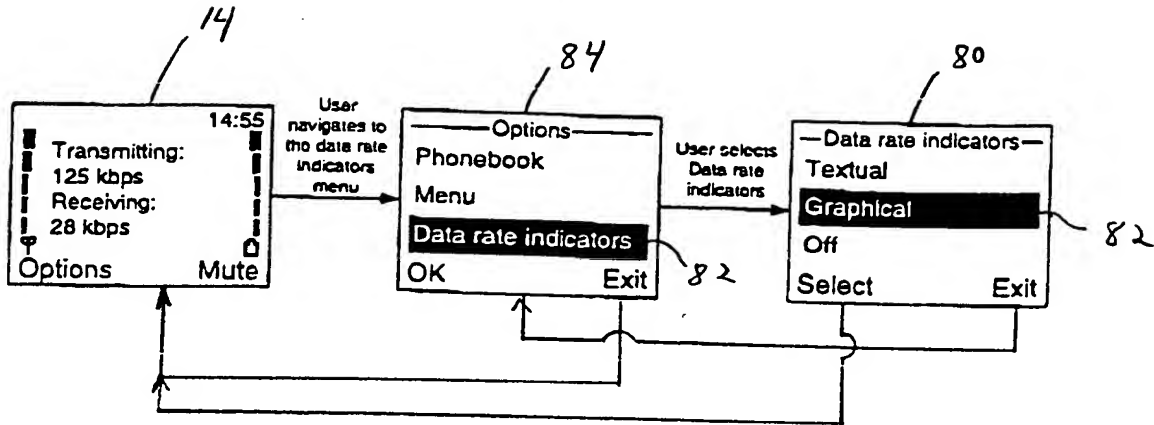 14
84
80
14:55
Transmitting:
125 kbps
Receiving:
28 kbps
Options
Mute
User
navigates to
the data rate
indicators
menu
Options
Phonebook
Menu
Data rate indicators
OK
Exit
82
User selects
Data rate
indicators
Data rate indicators
Textual
Graphical
Off
Select
Exit
82